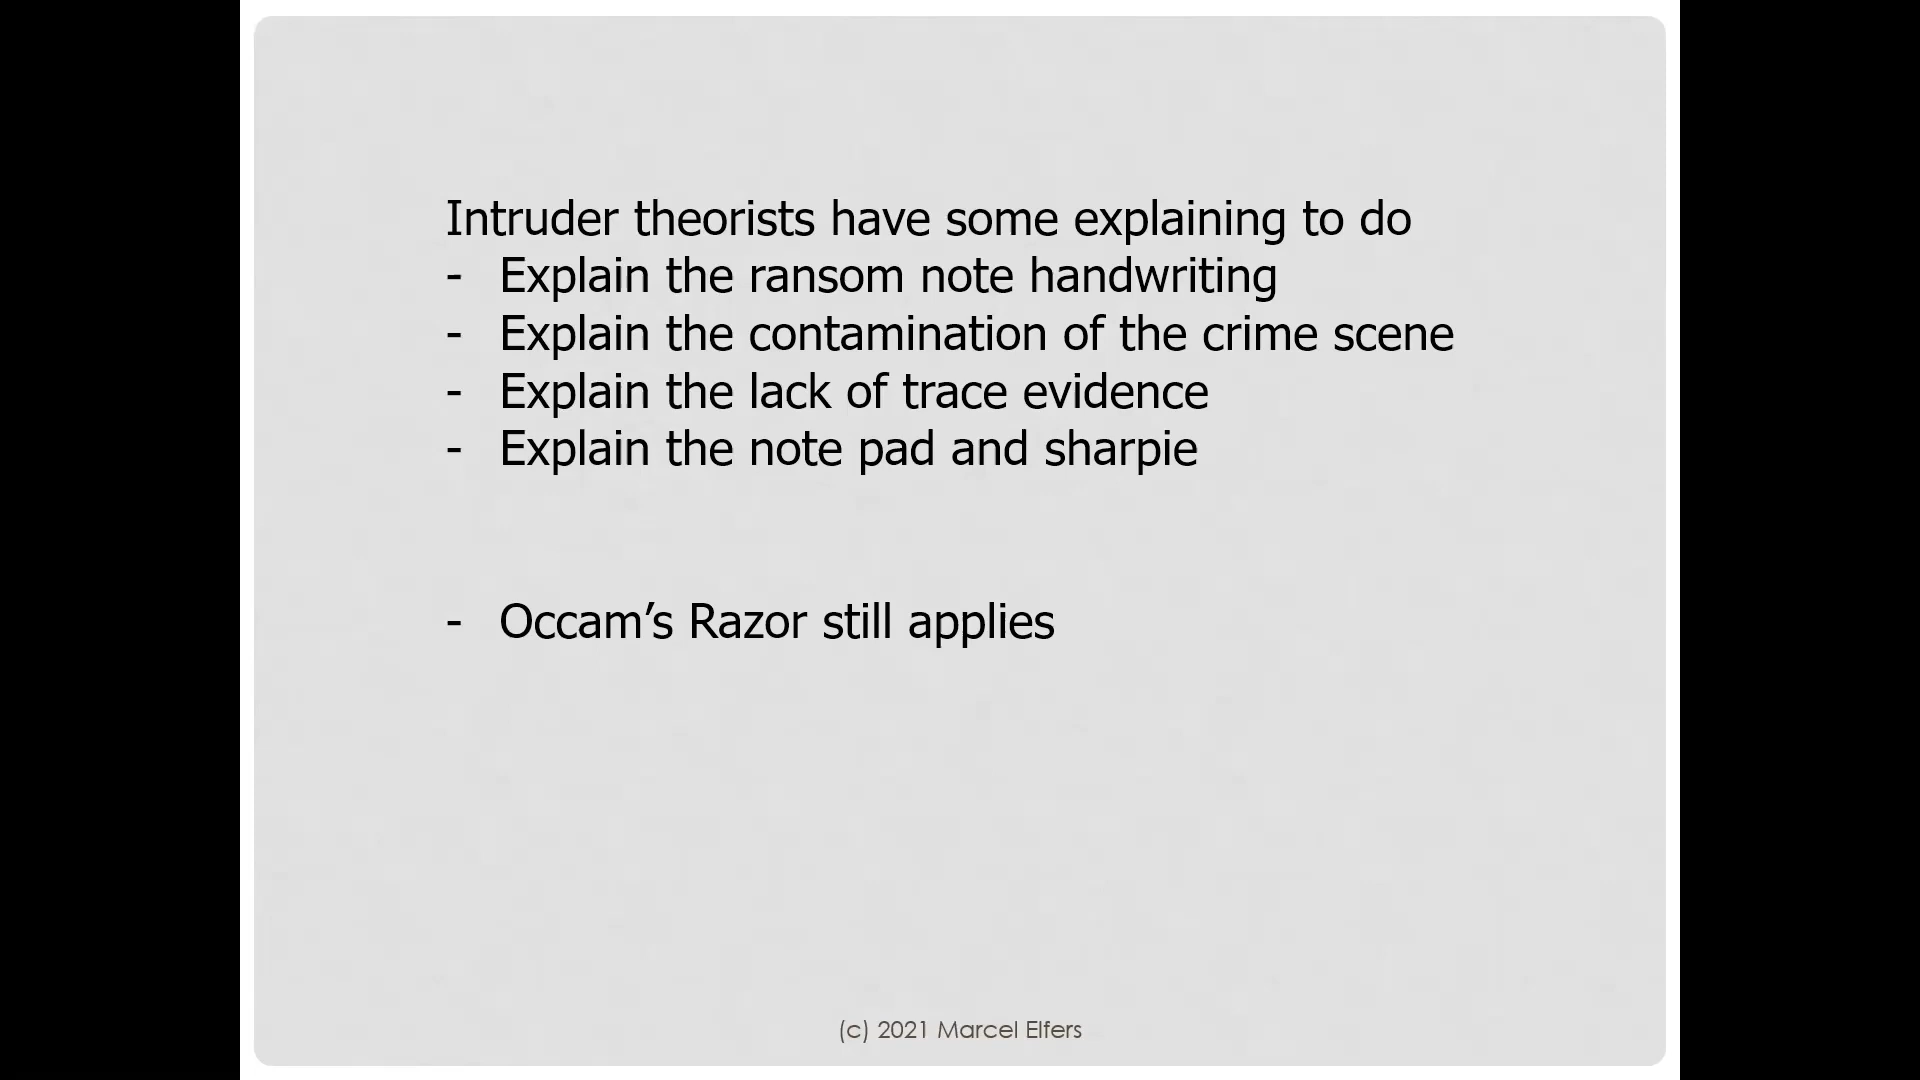 Intruder theorists have some explaining to do
- Explain the ransom note handwriting
- Explain the contamination of the crime scene
- Explain the lack of trace evidence
- Explain the note pad and sharpie
- Occam’s Razor still applies
(c) 2021 Marcel Elfers